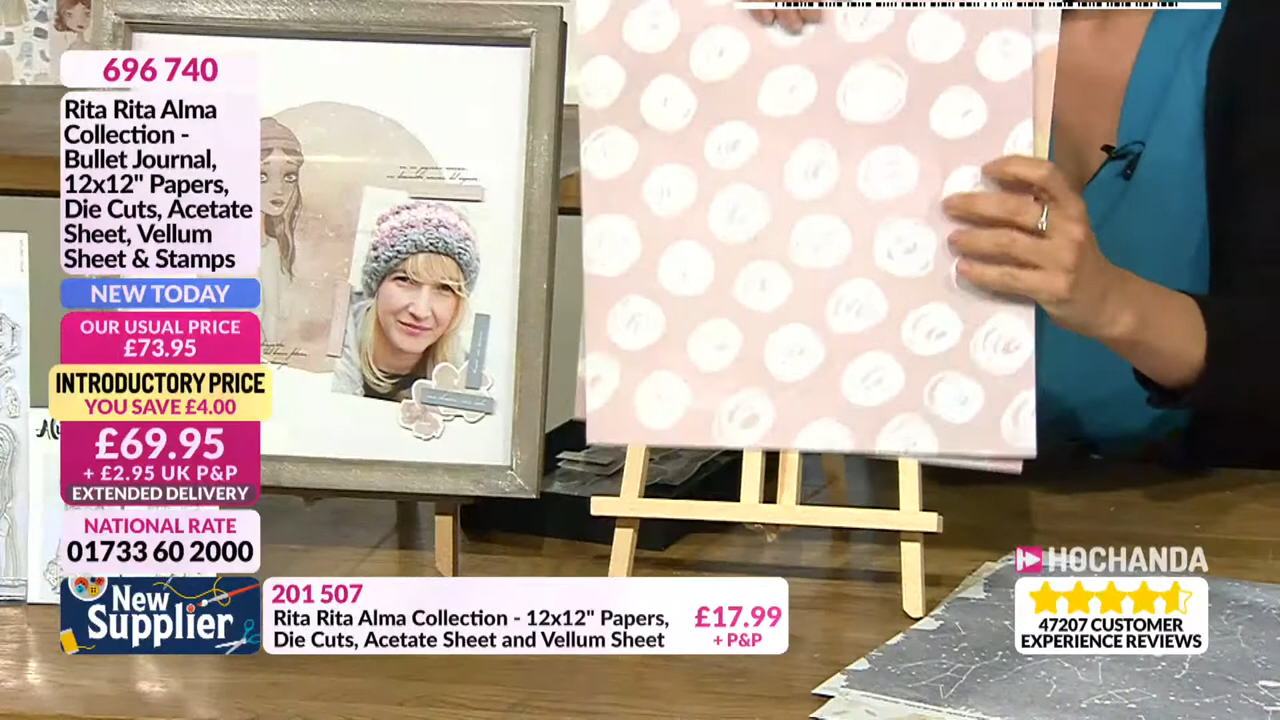 696 740
Rita Rita Alma
Collection -
Bullet Journal,
12x12" Papers,
Die Cuts, Acetate
Sheet, Vellum
Sheet & Stamps
NEW TODAY
OUR USUAL PRICE
£73.95
INTRODUCTORY PRICE
YOU SAVE £4.00
£69.95
+ £2.95 UK P&P
EXTENDED DELIVERY
NATIONAL RATE
01733 60 2000
New
Supplier
201 507
Rita Rita Alma Collection - 12x12" Papers,
Die Cuts, Acetate Sheet and Vellum Sheet
£17.99
+ P&P
HOCHANDA
47207 CUSTOMER
EXPERIENCE REVIEWS